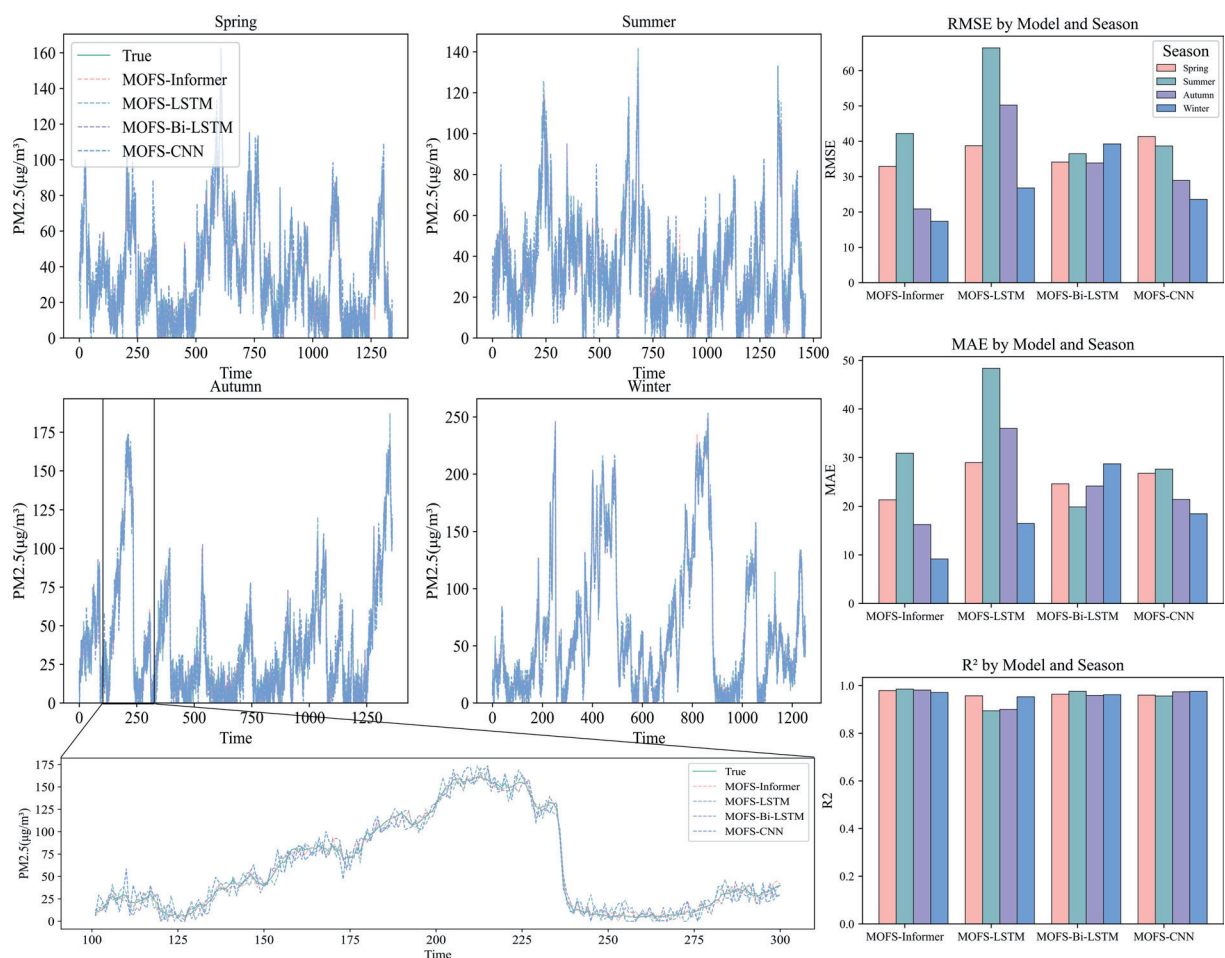 Spring
PM2.5(μg/m³)
160
140
120
100
80
60
40
20
0
0 250 500 750 1000 1250
Time
True
MOFS-Informer
MOFS-LSTM
MOFS-Bi-LSTM
MOFS-CNN
Summer
PM2.5(μg/m³)
140
120
100
80
60
40
20
0
0 250 500 750 1000 1250 1500
Time
RMSE by Model and Season
RMSE
60
50
40
30
20
10
0
MOFS-Informer MOFS-LSTM MOFS-Bi-LSTM MOFS-CNN
Season
Spring
Summer
Autumn
Winter
Autumn
PM2.5(μg/m³)
175
150
125
100
75
50
25
0
0 250 500 750 1000 1250
Time
Winter
PM2.5(μg/m³)
250
200
150
100
50
0
0 200 400 600 800 1000 1200
Time
MAE by Model and Season
MAE
50
40
30
20
10
0
MOFS-Informer MOFS-LSTM MOFS-Bi-LSTM MOFS-CNN
PM2.5(μg/m³)
175
150
125
100
75
50
25
0
100 125 150 175 200 225 250 275 300
Time
True
MOFS-Informer
MOFS-LSTM
MOFS-Bi-LSTM
MOFS-CNN
R² by Model and Season
R2
1.0
0.8
0.6
0.4
0.2
0.0
MOFS-Informer MOFS-LSTM MOFS-Bi-LSTM MOFS-CNN